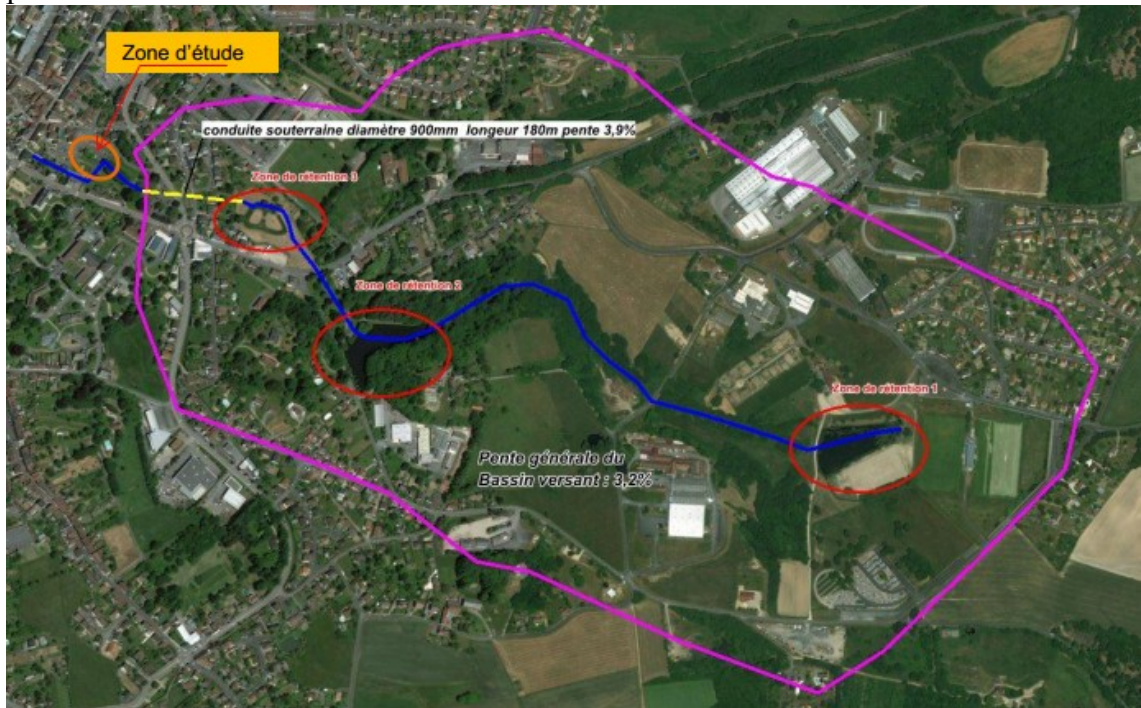 Zone d'étude
conduite souterraine diamètre 900mm longeur 180m pente 3,9%
Zone de rétention 3
Zone de rétention 2
Zone de rétention 1
Pente générale du
Bassin versant : 3,2%